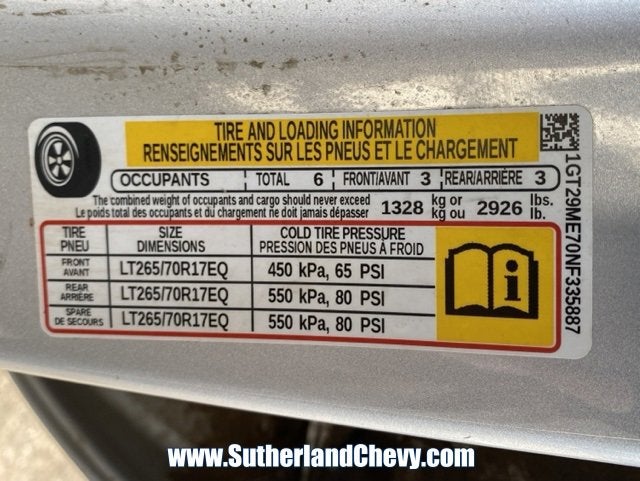 TIRE AND LOADING INFORMATION
RENSEIGNEMENTS SUR LES PNEUS ET LE CHARGEMENT
OCCUPANTS TOTAL 6 FRONT/AVANT 3 REAR/ARRIÈRE 3
The combined weight of occupants and cargo should never exceed 1328 kg or 2926 lbs.
Le poids total des occupants et du chargement ne doit jamais dépasser kg ou lb.
TIRE PNEU SIZE DIMENSIONS COLD TIRE PRESSURE PRESSION DES PNEUS À FROID
FRONT AVANT LT265/70R17EQ 450 kPa, 65 PSI
REAR ARRIÈRE LT265/70R17EQ 550 kPa, 80 PSI
SPARE DE SECOURS LT265/70R17EQ 550 kPa, 80 PSI
1GT29ME70NF335887
www.SutherlandChevy.com